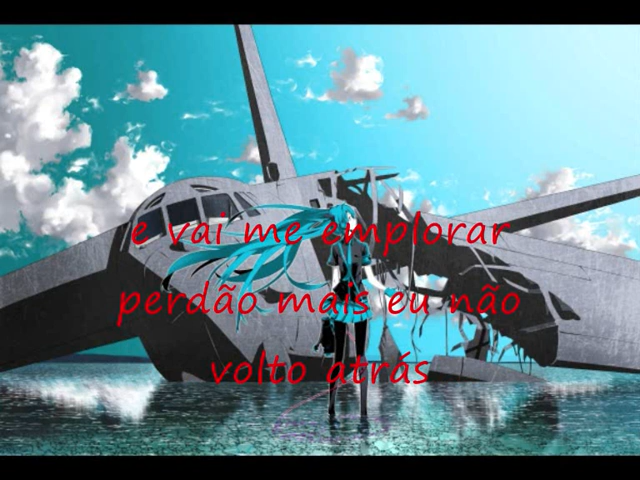 e vai me emplorar
perdão mais eu não
volto atrás